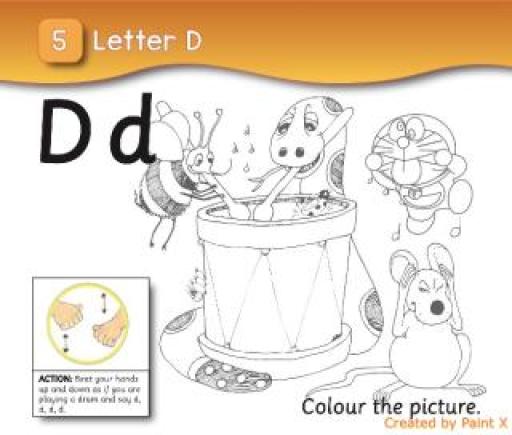 5 Letter D
D d
ACTION: Beat your hands
up and down as if you are
playing a drum and say d,
d, d, d.
Colour the picture.
Created by Paint X